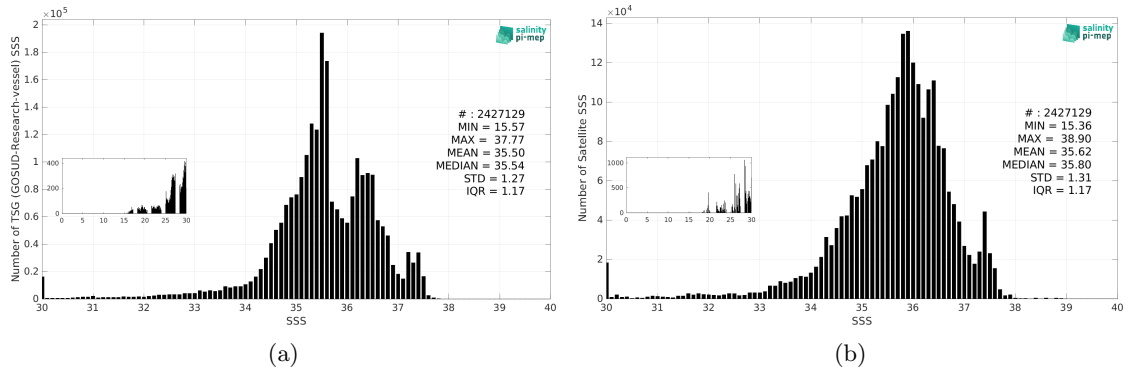 ×10⁵
2
1.8
1.6
1.4
1.2
1
0.8
0.6
0.4
0.2
0
Number of TSG (GOSUD-Research-vessel) SSS
salinity
pi-mep
# : 2427129
MIN = 15.57
MAX = 37.77
MEAN = 35.50
MEDIAN = 35.54
STD = 1.27
IQR = 1.17
400
200
0
0 5 10 15 20 25 30
30 31 32 33 34 35 36 37 38 39 40
SSS
(a)
×10⁴
14
12
10
8
6
4
2
0
Number of Satellite SSS
salinity
pi-mep
# : 2427129
MIN = 15.36
MAX = 38.90
MEAN = 35.62
MEDIAN = 35.80
STD = 1.31
IQR = 1.17
1000
500
0
0 5 10 15 20 25 30
30 31 32 33 34 35 36 37 38 39 40
SSS
(b)